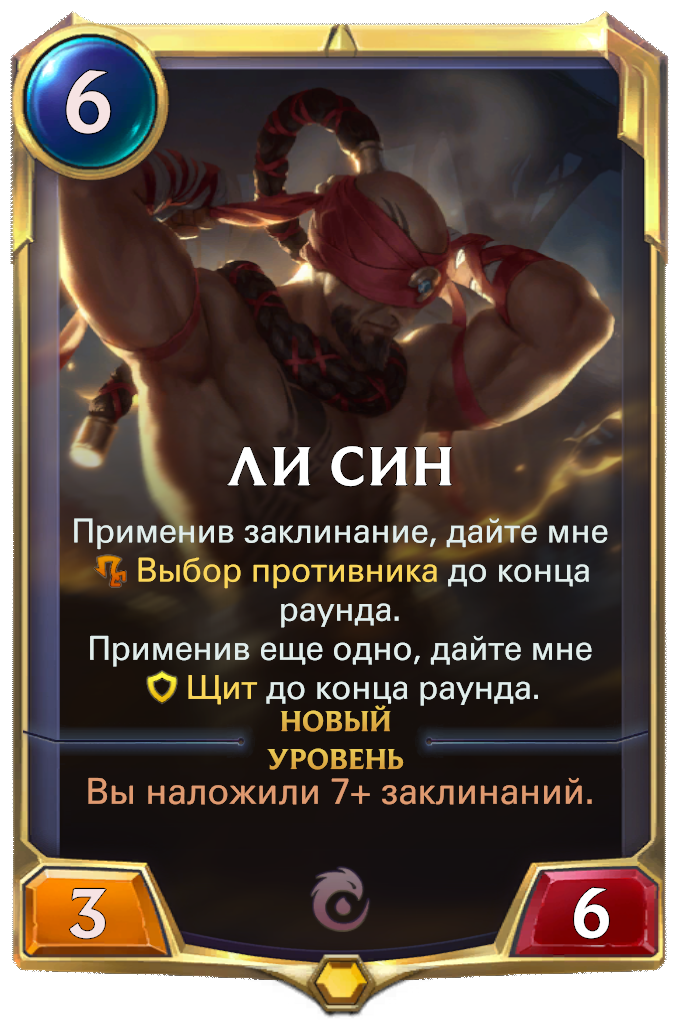 6
ЛИ СИН
Применив заклинание, дайте мне
Выбор противника до конца
раунда.
Применив еще одно, дайте мне
Щит до конца раунда.
НОВЫЙ
УРОВЕНЬ
Вы наложили 7+ заклинаний.
3 6